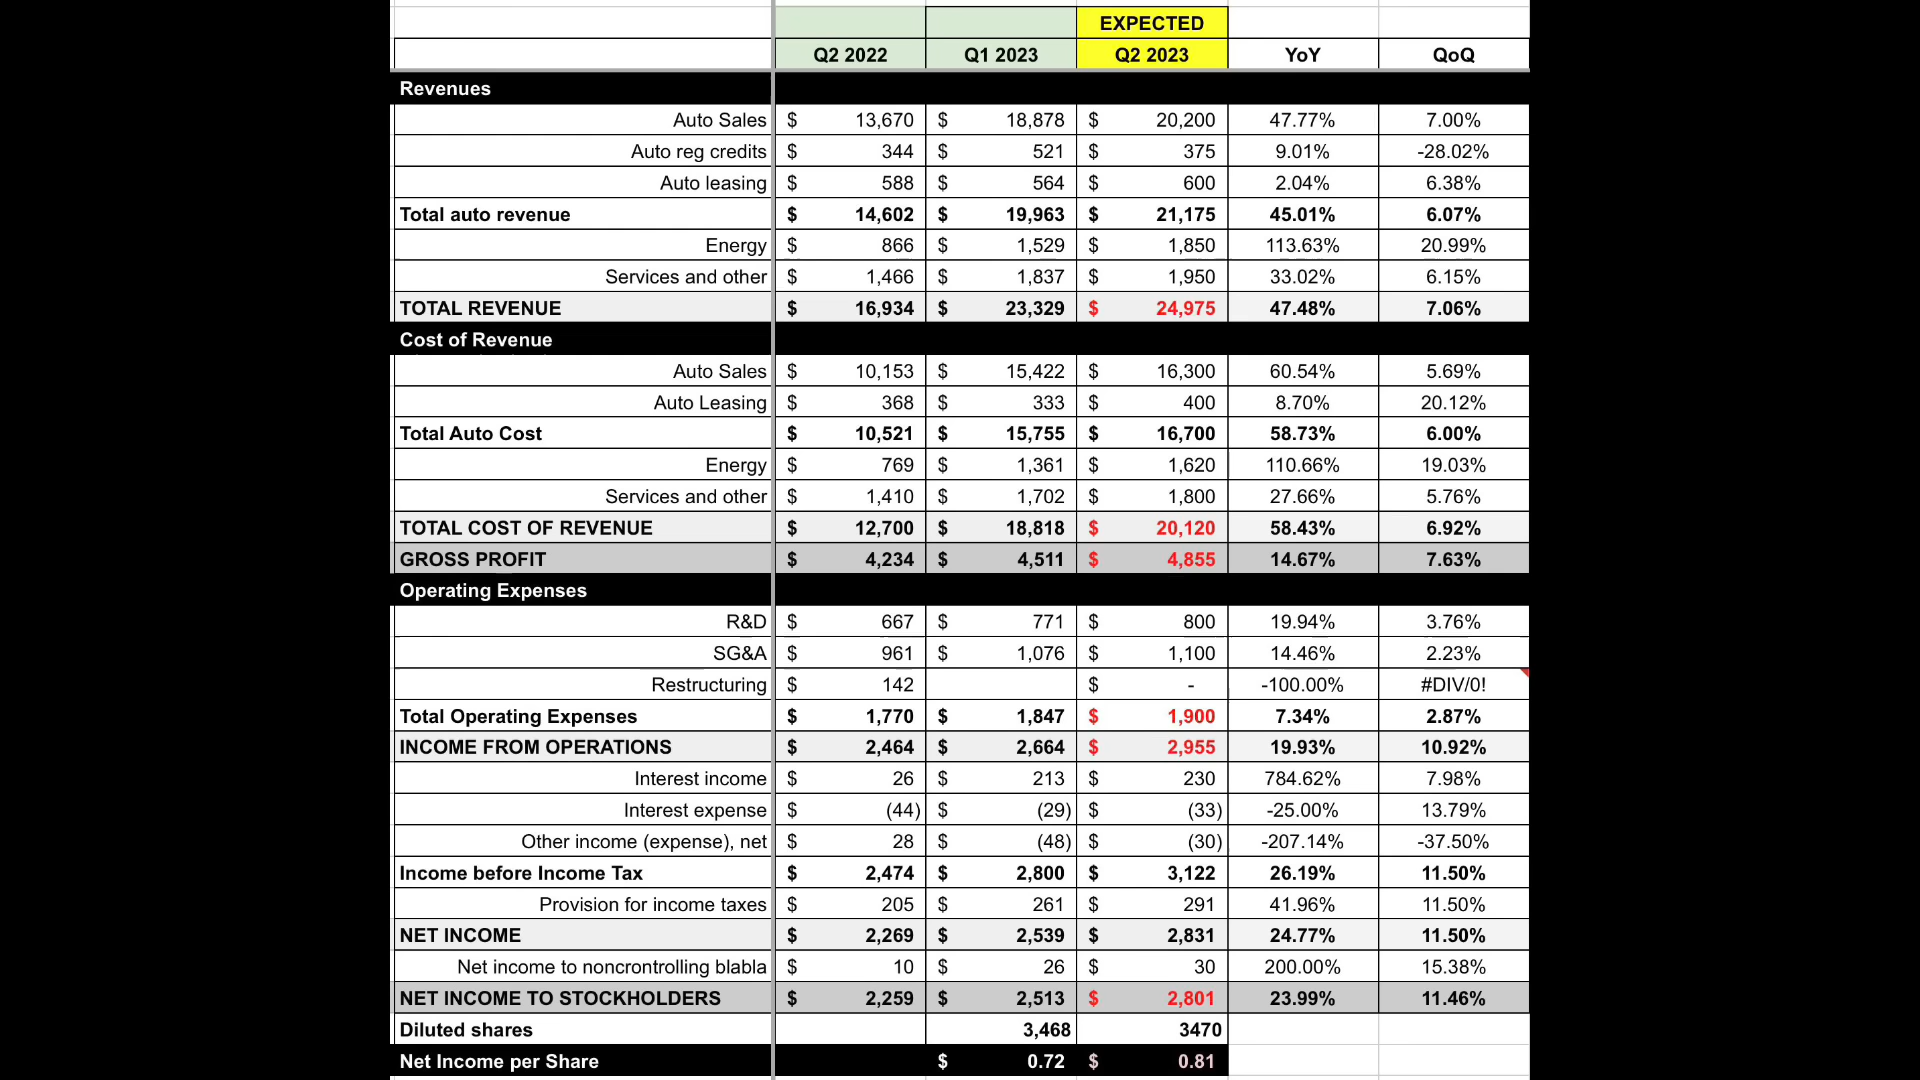 EXPECTED
Q2 2022 Q1 2023 Q2 2023 YoY QoQ
Revenues
Auto Sales $ 13,670 $ 18,878 $ 20,200 47.77% 7.00%
Auto reg credits $ 344 $ 521 $ 375 9.01% -28.02%
Auto leasing $ 588 $ 564 $ 600 2.04% 6.38%
Total auto revenue $ 14,602 $ 19,963 $ 21,175 45.01% 6.07%
Energy $ 866 $ 1,529 $ 1,850 113.63% 20.99%
Services and other $ 1,466 $ 1,837 $ 1,950 33.02% 6.15%
TOTAL REVENUE $ 16,934 $ 23,329 $ 24,975 47.48% 7.06%
Cost of Revenue
Auto Sales $ 10,153 $ 15,422 $ 16,300 60.54% 5.69%
Auto Leasing $ 368 $ 333 $ 400 8.70% 20.12%
Total Auto Cost $ 10,521 $ 15,755 $ 16,700 58.73% 6.00%
Energy $ 769 $ 1,361 $ 1,620 110.66% 19.03%
Services and other $ 1,410 $ 1,702 $ 1,800 27.66% 5.76%
TOTAL COST OF REVENUE $ 12,700 $ 18,818 $ 20,120 58.43% 6.92%
GROSS PROFIT $ 4,234 $ 4,511 $ 4,855 14.67% 7.63%
Operating Expenses
R&D $ 667 $ 771 $ 800 19.94% 3.76%
SG&A $ 961 $ 1,076 $ 1,100 14.46% 2.23%
Restructuring $ 142 $ - -100.00% #DIV/0!
Total Operating Expenses $ 1,770 $ 1,847 $ 1,900 7.34% 2.87%
INCOME FROM OPERATIONS $ 2,464 $ 2,664 $ 2,955 19.93% 10.92%
Interest income $ 26 $ 213 $ 230 784.62% 7.98%
Interest expense $ (44) $ (29) $ (33) -25.00% 13.79%
Other income (expense), net $ 28 $ (48) $ (30) -207.14% -37.50%
Income before Income Tax $ 2,474 $ 2,800 $ 3,122 26.19% 11.50%
Provision for income taxes $ 205 $ 261 $ 291 41.96% 11.50%
NET INCOME $ 2,269 $ 2,539 $ 2,831 24.77% 11.50%
Net income to noncrontrolling blabla $ 10 $ 26 $ 30 200.00% 15.38%
NET INCOME TO STOCKHOLDERS $ 2,259 $ 2,513 $ 2,801 23.99% 11.46%
Diluted shares 3,468 3470
Net Income per Share $ 0.72 $ 0.81